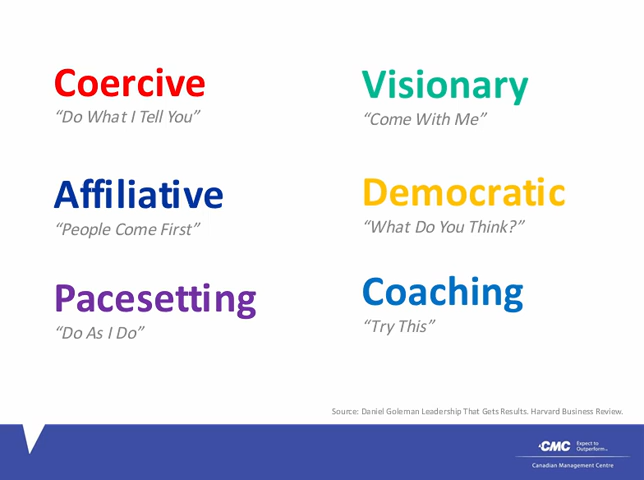 Coercive
“Do What I Tell You”
Visionary
“Come With Me”
Affiliative
“People Come First”
Democratic
“What Do You Think?”
Pacesetting
“Do As I Do”
Coaching
“Try This”
Source: Daniel Goleman Leadership That Gets Results. Harvard Business Review.
CMC
Expect to
Outperform™
Canadian Management Centre